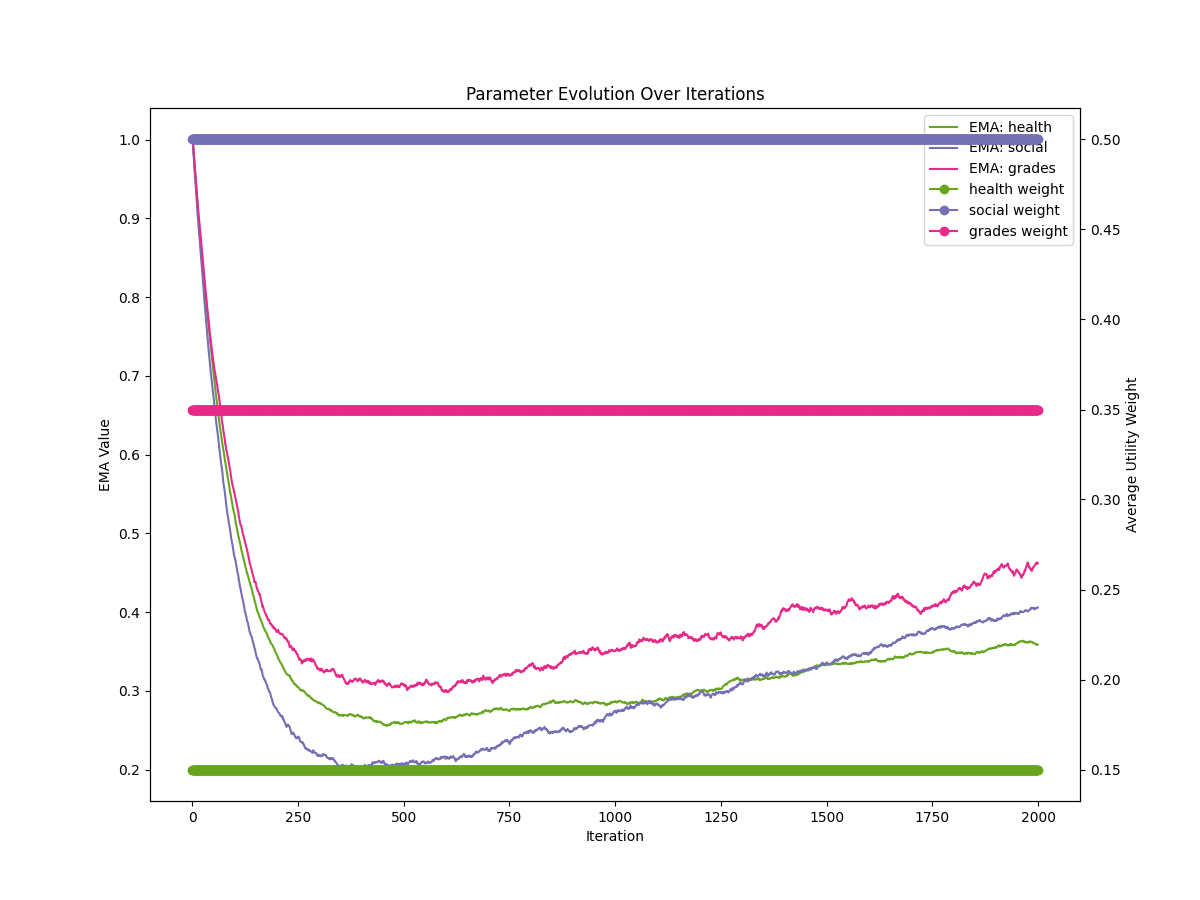 Parameter Evolution Over Iterations
EMA: health
EMA: social
EMA: grades
health weight
social weight
grades weight
1.0
0.9
0.8
0.7
0.6
0.5
0.4
0.3
0.2
EMA Value
0.50
0.45
0.40
0.35
0.30
0.25
0.20
0.15
Average Utility Weight
0 250 500 750 1000 1250 1500 1750 2000
Iteration